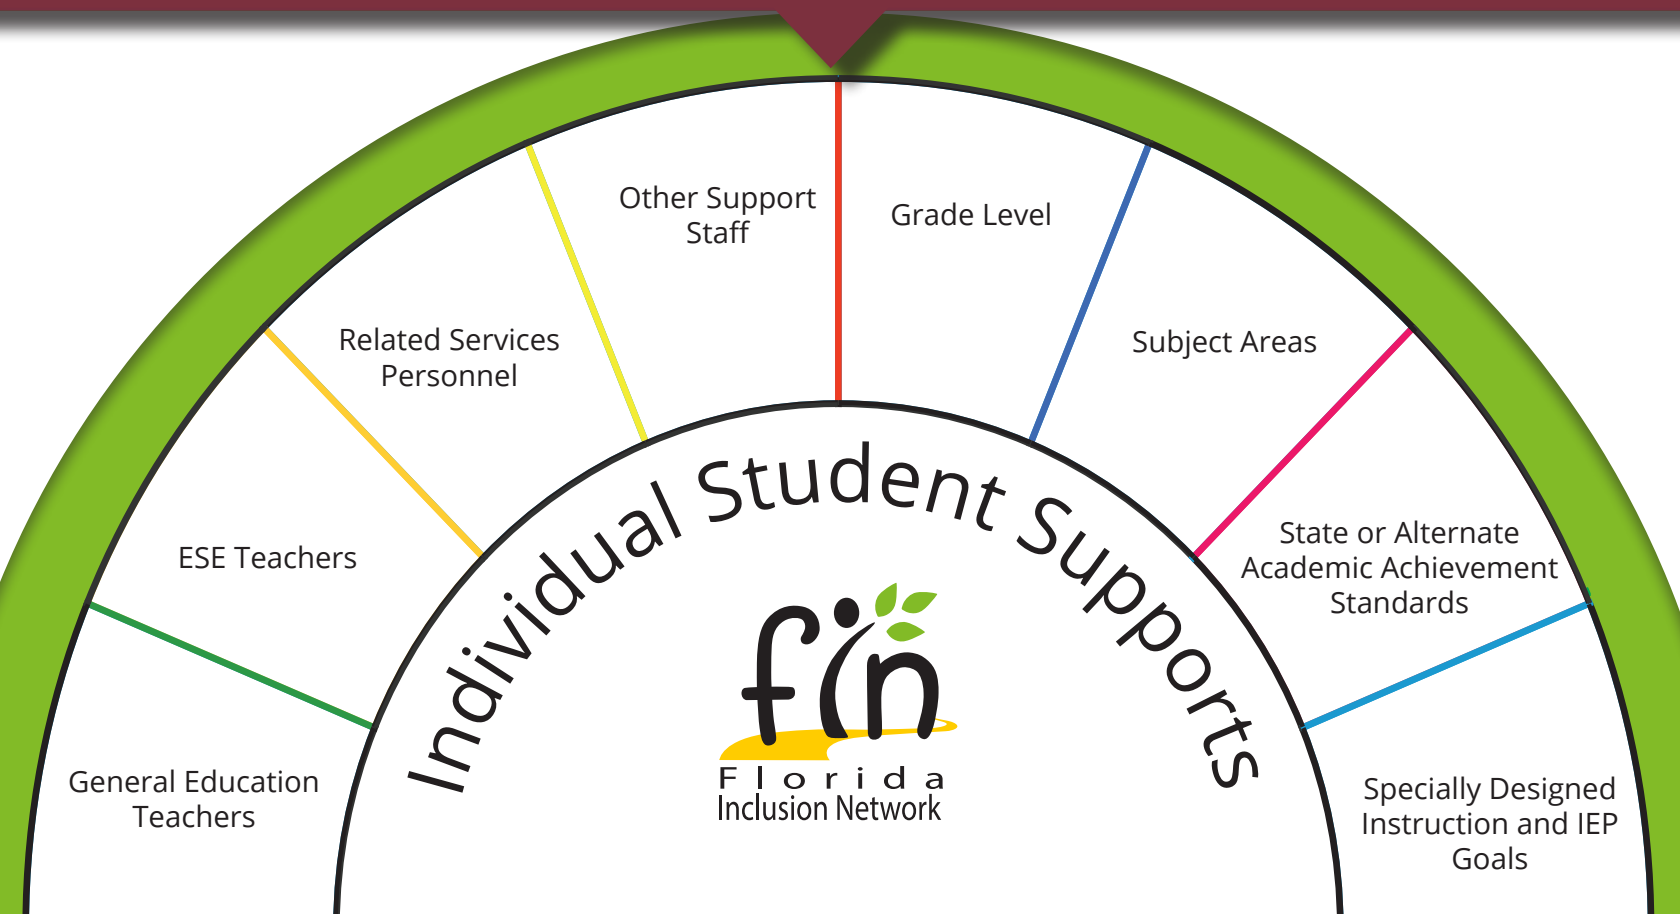 Other Support
Staff
Grade Level
Related Services
Personnel
Subject Areas
ESE Teachers
State or Alternate
Academic Achievement
Standards
General Education
Teachers
Specially Designed
Instruction and IEP
Goals
Individual Student Supports
fin
Florida
Inclusion Network